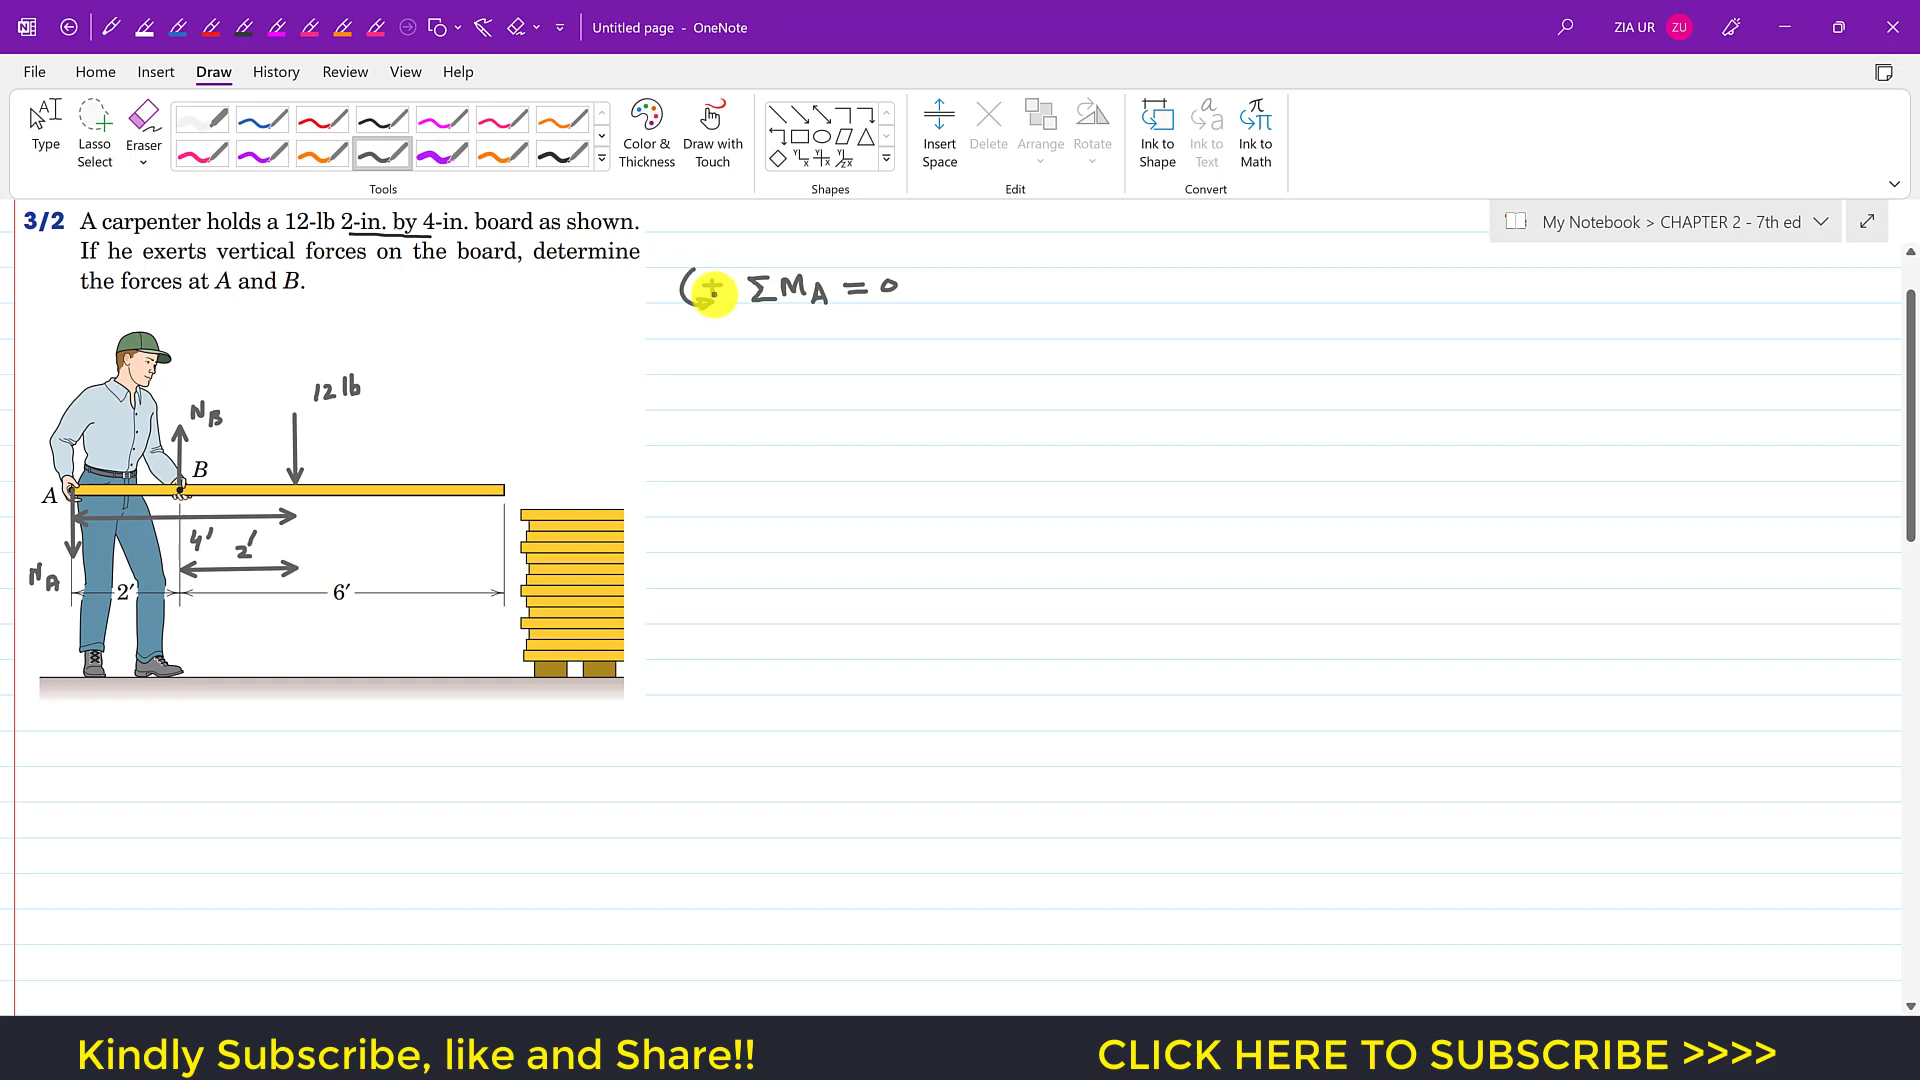 Untitled page - OneNote
ZIA UR
ZU
File
Home
Insert
Draw
History
Review
View
Help
Type
Lasso Select
Eraser
Color & Thickness
Draw with Touch
Insert Space
Delete
Arrange
Rotate
Ink to Shape
Ink to Text
Ink to Math
Tools
Shapes
Edit
Convert
My Notebook > CHAPTER 2 - 7th ed
3/2 A carpenter holds a 12-lb 2-in. by 4-in. board as shown.
If he exerts vertical forces on the board, determine
the forces at A and B.
+ ΣM_A = 0
12 lb
N_B
B
A
4'
2'
N_A
2'
6'
Kindly Subscribe, like and Share!!
CLICK HERE TO SUBSCRIBE >>>>